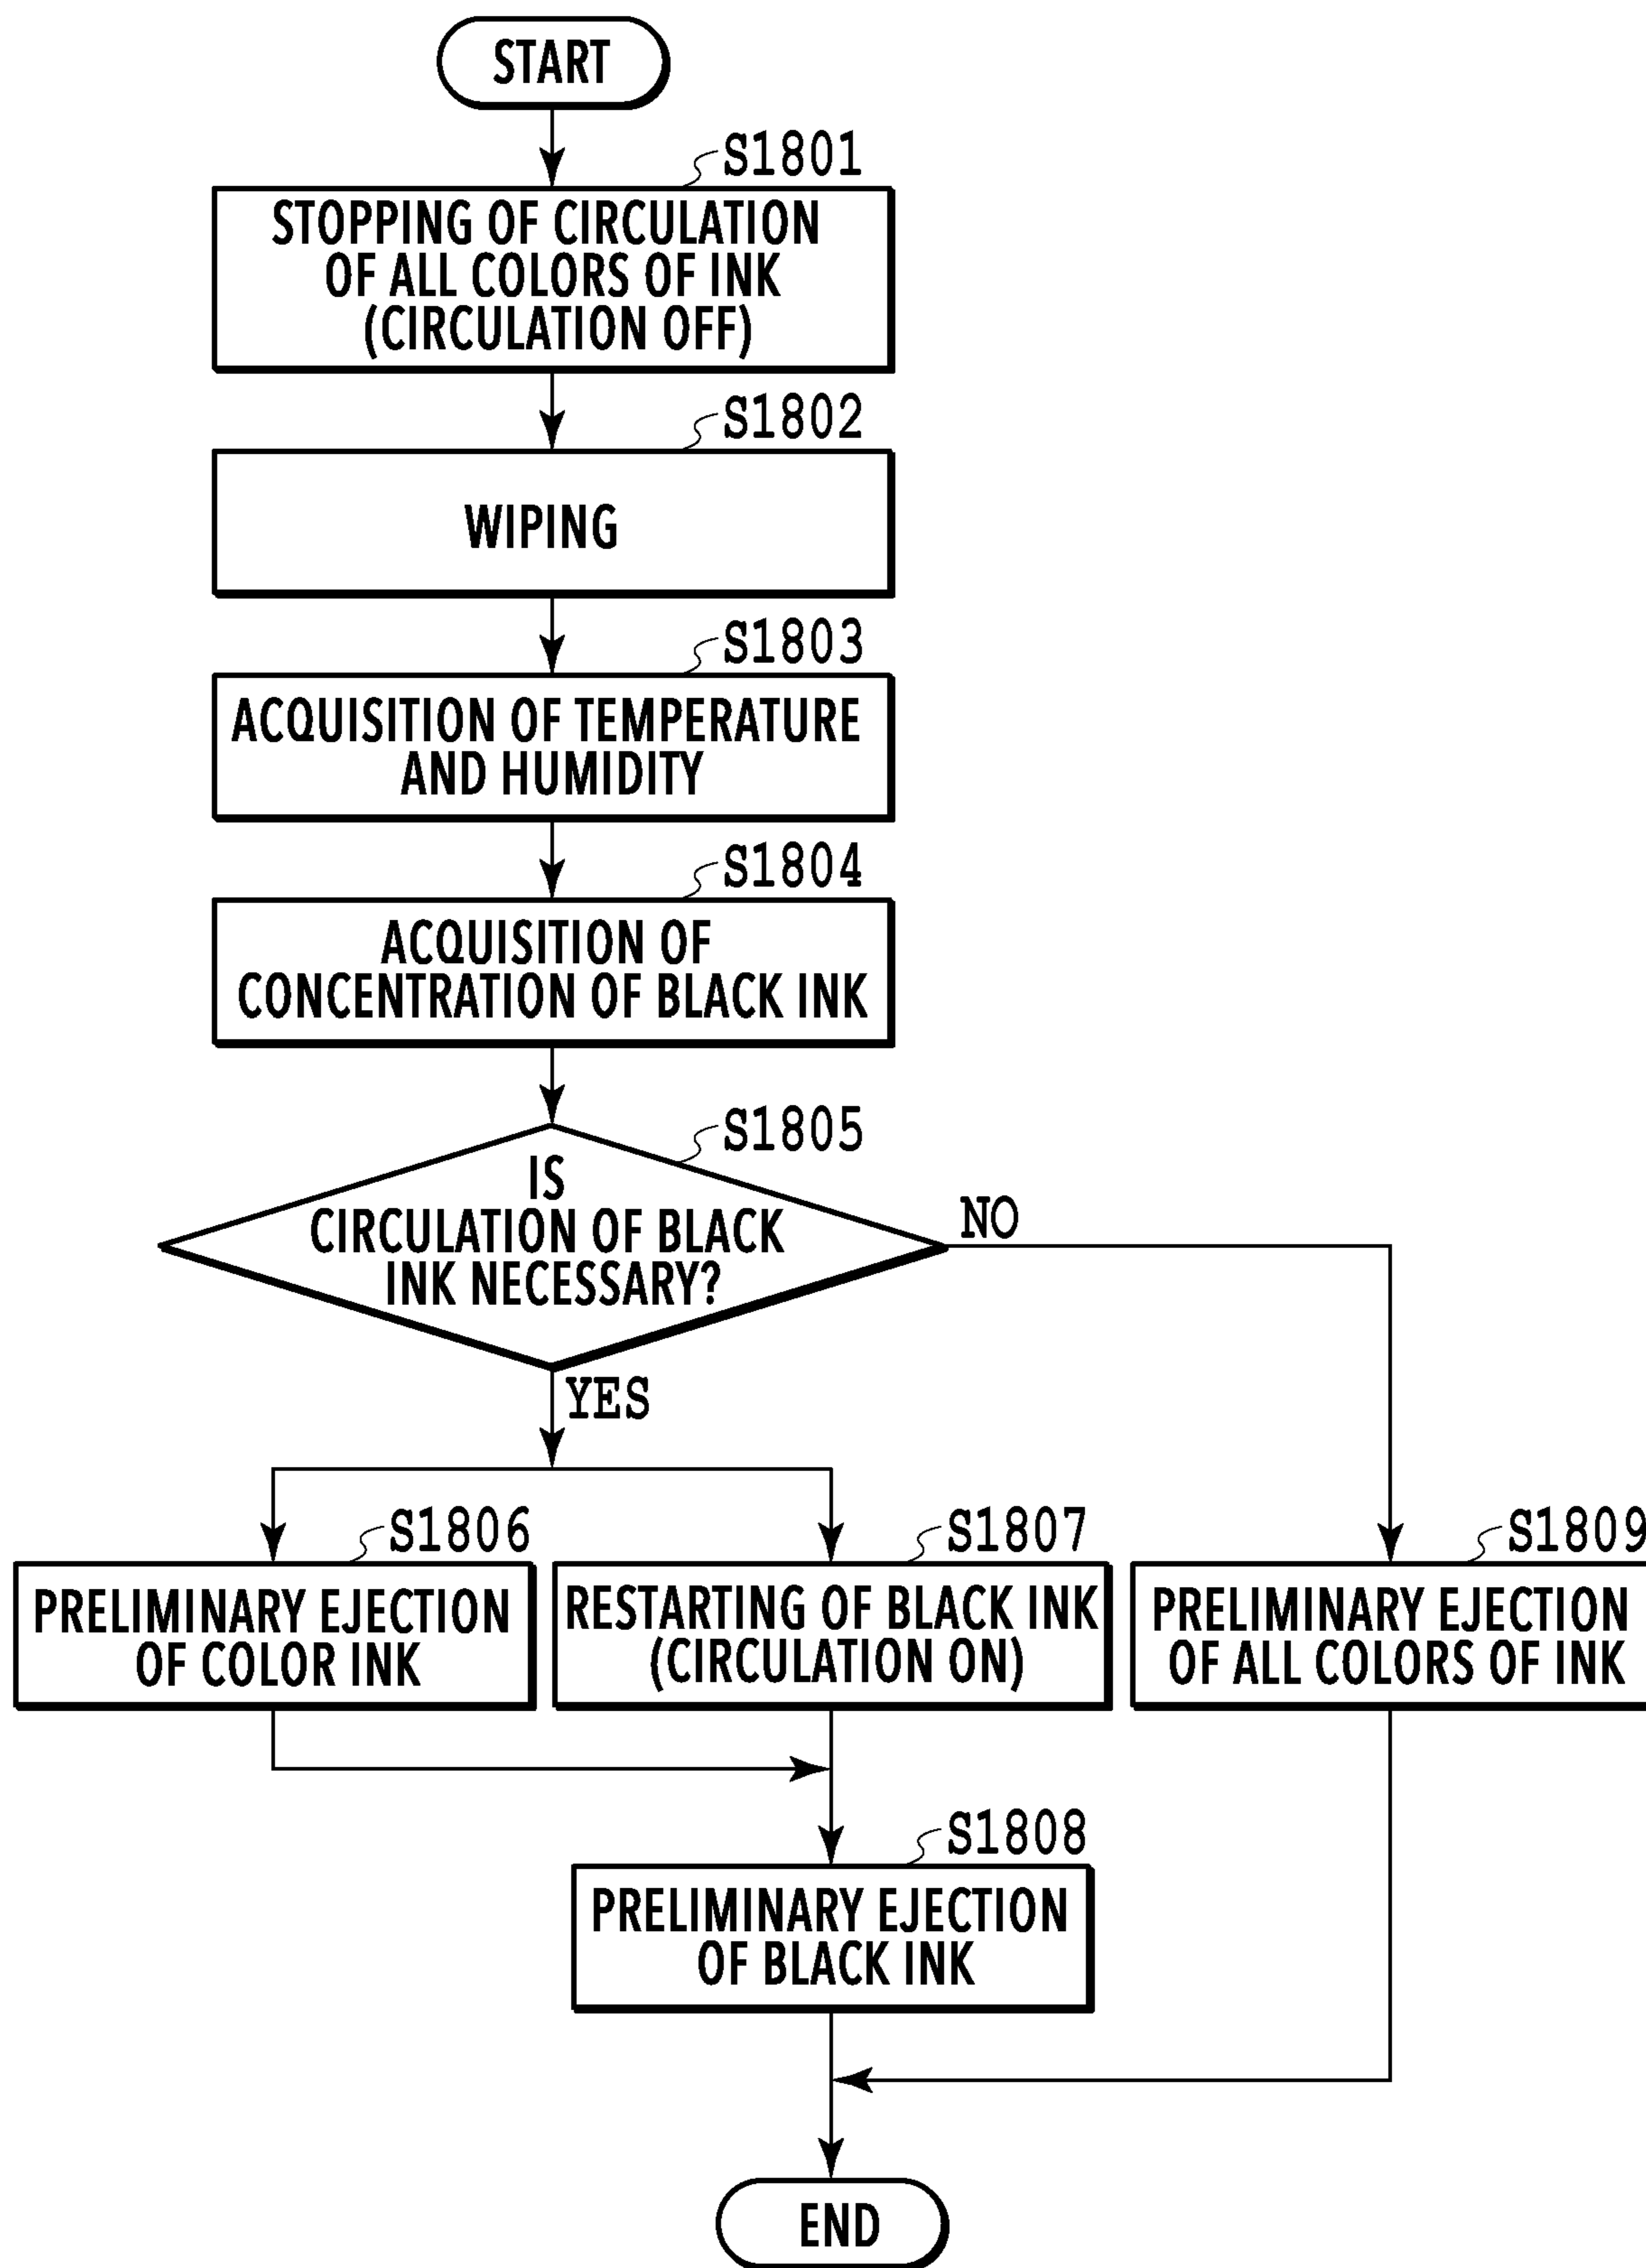 START
S1801
STOPPING OF CIRCULATION
OF ALL COLORS OF INK
(CIRCULATION OFF)
S1802
WIPING
S1803
ACQUISITION OF TEMPERATURE
AND HUMIDITY
S1804
ACQUISITION OF
CONCENTRATION OF BLACK INK
S1805
IS
CIRCULATION OF BLACK
INK NECESSARY?
NO
YES
S1806
PRELIMINARY EJECTION
OF COLOR INK
S1807
RESTARTING OF BLACK INK
(CIRCULATION ON)
S1809
PRELIMINARY EJECTION
OF ALL COLORS OF INK
S1808
PRELIMINARY EJECTION
OF BLACK INK
END